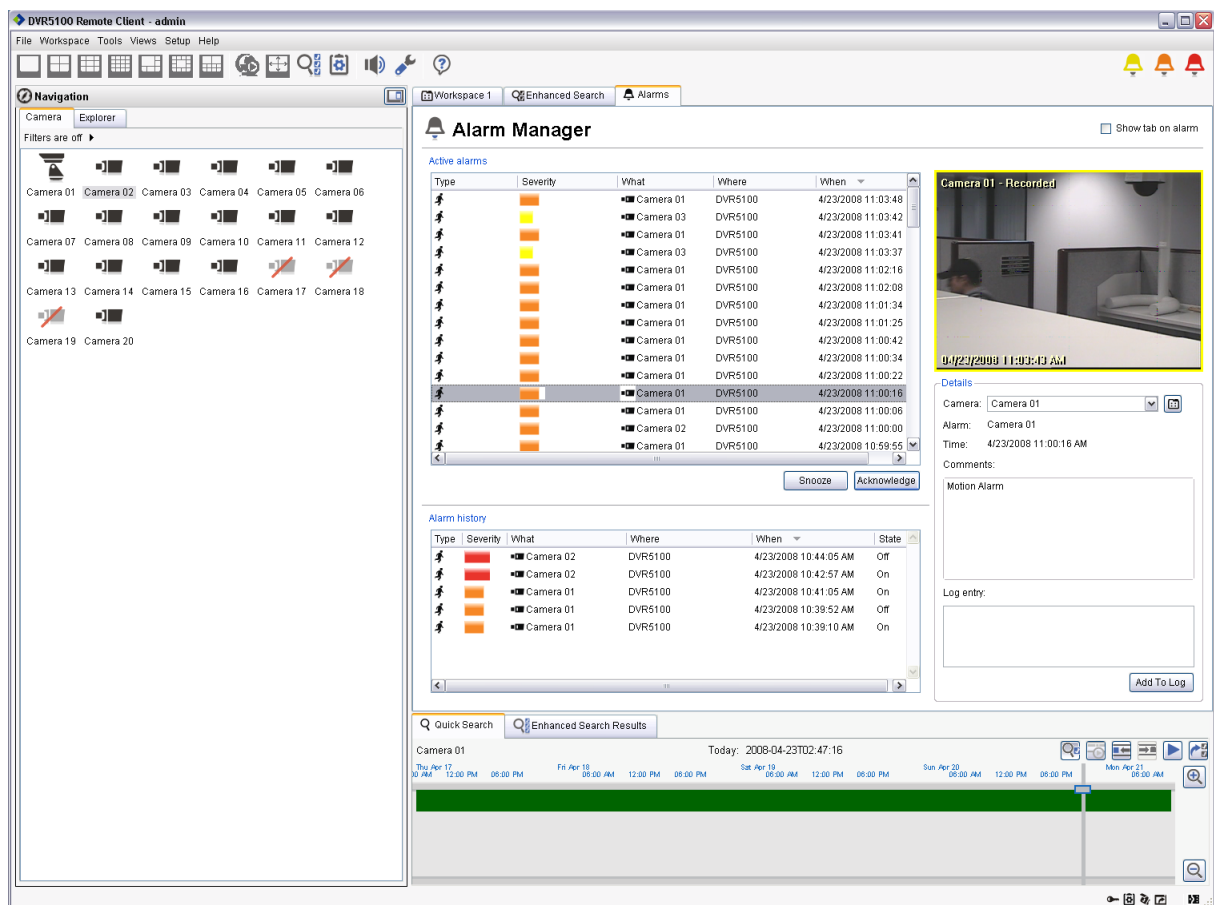 DVR5100 Remote Client - admin
File Workspace Tools Views Setup Help
Navigation
Camera Explorer
Filters are off
Camera 01 Camera 02 Camera 03 Camera 04 Camera 05 Camera 06
Camera 07 Camera 08 Camera 09 Camera 10 Camera 11 Camera 12
Camera 13 Camera 14 Camera 15 Camera 16 Camera 17 Camera 18
Camera 19 Camera 20
Workspace 1 Enhanced Search Alarms
Alarm Manager
Show tab on alarm
Active alarms
Type Severity What Where When
Camera 01 DVR5100 4/23/2008 11:03:48
Camera 03 DVR5100 4/23/2008 11:03:42
Camera 01 DVR5100 4/23/2008 11:03:41
Camera 03 DVR5100 4/23/2008 11:03:37
Camera 01 DVR5100 4/23/2008 11:02:16
Camera 01 DVR5100 4/23/2008 11:02:08
Camera 01 DVR5100 4/23/2008 11:01:34
Camera 01 DVR5100 4/23/2008 11:01:25
Camera 01 DVR5100 4/23/2008 11:00:42
Camera 01 DVR5100 4/23/2008 11:00:34
Camera 01 DVR5100 4/23/2008 11:00:22
Camera 01 DVR5100 4/23/2008 11:00:16
Camera 01 DVR5100 4/23/2008 11:00:06
Camera 02 DVR5100 4/23/2008 11:00:00
Camera 01 DVR5100 4/23/2008 10:59:55
Snooze Acknowledge
Camera 01 - Recorded
04/23/2008 11:03:43 AM
Details
Camera: Camera 01
Alarm: Camera 01
Time: 4/23/2008 11:00:16 AM
Comments:
Motion Alarm
Log entry:
Add To Log
Alarm history
Type Severity What Where When State
Camera 02 DVR5100 4/23/2008 10:44:05 AM Off
Camera 02 DVR5100 4/23/2008 10:42:57 AM On
Camera 01 DVR5100 4/23/2008 10:41:05 AM On
Camera 01 DVR5100 4/23/2008 10:39:52 AM Off
Camera 01 DVR5100 4/23/2008 10:39:10 AM On
Quick Search Enhanced Search Results
Camera 01 Today: 2008-04-23T02:47:16
Thu Apr 17 Fri Apr 18 Sat Apr 19 Sun Apr 20 Mon Apr 21
0 AM 12:00 PM 06:00 PM 06:00 AM 12:00 PM 06:00 PM 06:00 AM 12:00 PM 06:00 PM 06:00 AM 12:00 PM 06:00 PM 06:00 AM